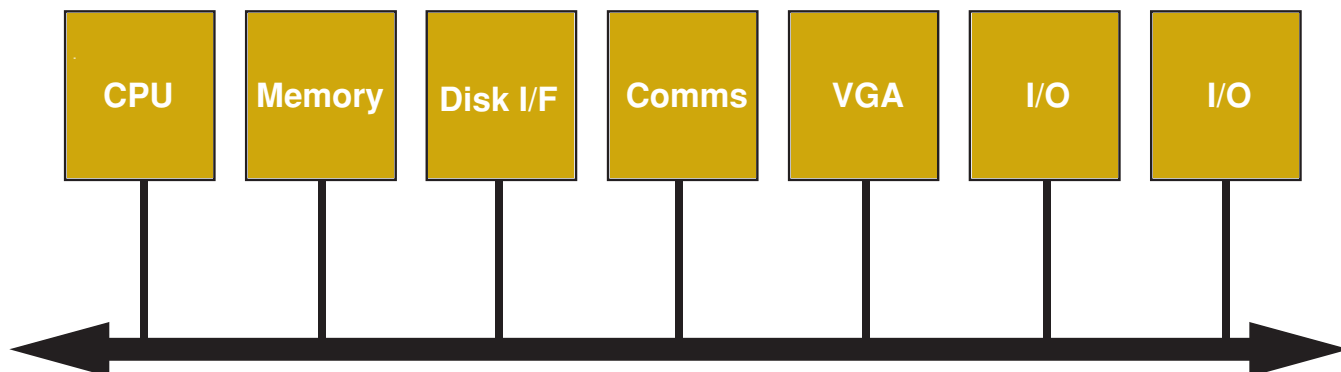 CPU
Memory
Disk I/F
Comms
VGA
I/O
I/O